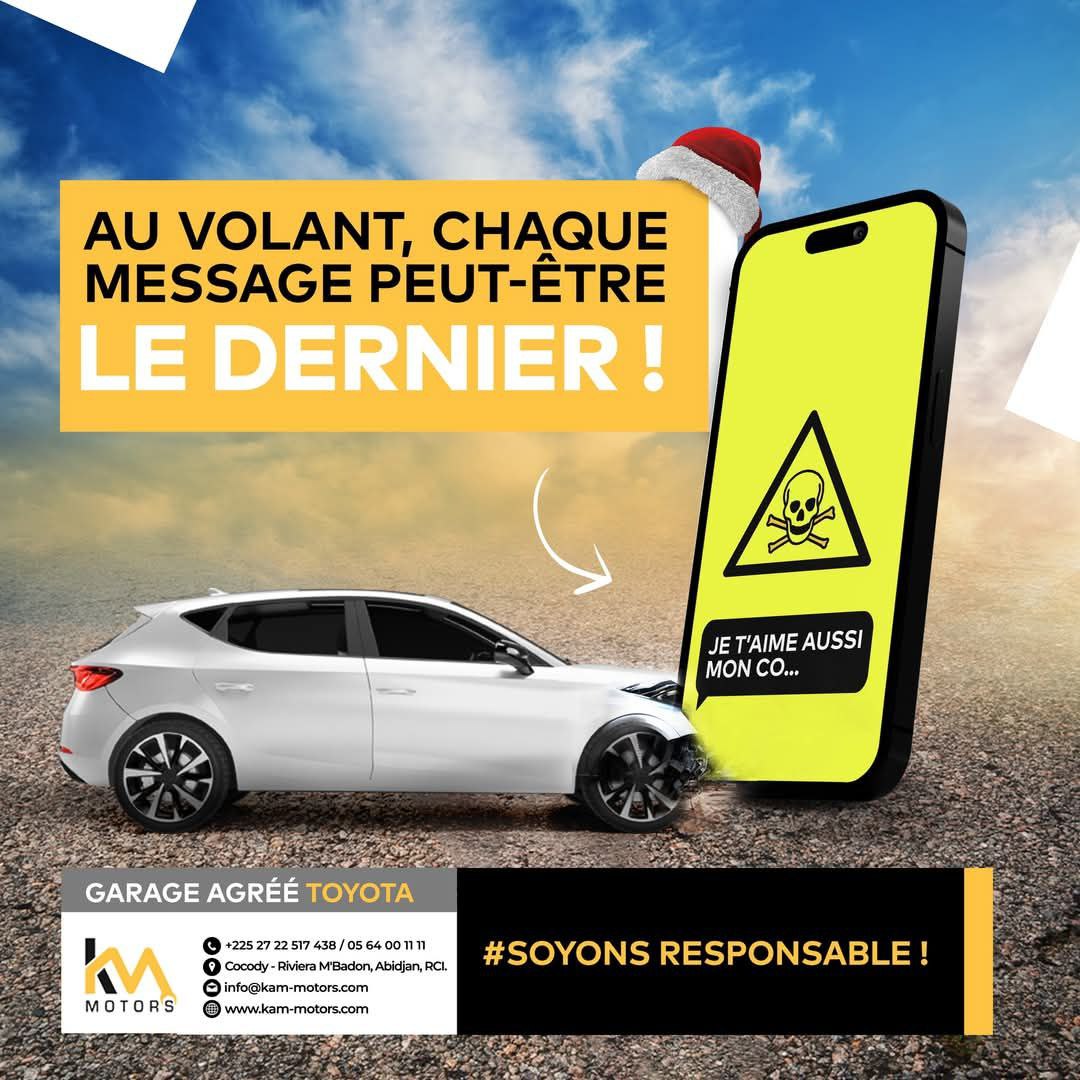 AU VOLANT, CHAQUE
MESSAGE PEUT-ÊTRE
LE DERNIER !
JE T'AIME AUSSI
MON CO...
GARAGE AGRÉÉ TOYOTA
KM
MOTORS
+225 27 22 517 438 / 05 64 00 11 11
Cocody - Riviera M'Badon, Abidjan, RCI.
info@kam-motors.com
www.kam-motors.com
#SOYONS RESPONSABLE !